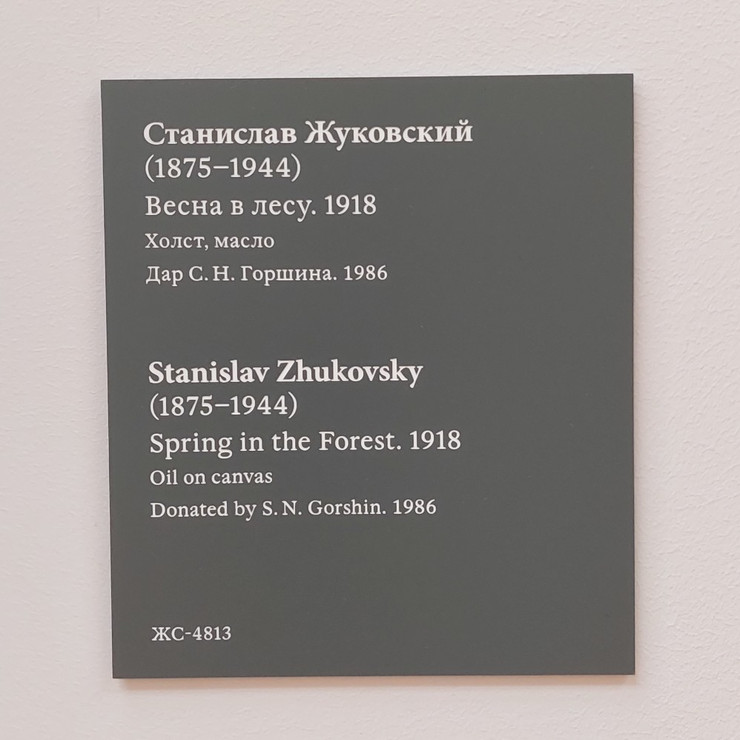 Станислав Жуковский
(1875–1944)
Весна в лесу. 1918
Холст, масло
Дар С. Н. Горшина. 1986
Stanislav Zhukovsky
(1875–1944)
Spring in the Forest. 1918
Oil on canvas
Donated by S. N. Gorshin. 1986
ЖС-4813